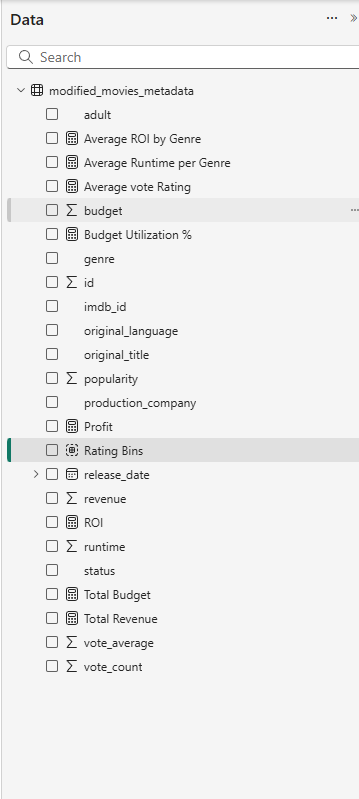 Data
Search
modified_movies_metadata
adult
Average ROI by Genre
Average Runtime per Genre
Average vote Rating
budget
Budget Utilization %
genre
id
imdb_id
original_language
original_title
popularity
production_company
Profit
Rating Bins
release_date
revenue
ROI
runtime
status
Total Budget
Total Revenue
vote_average
vote_count